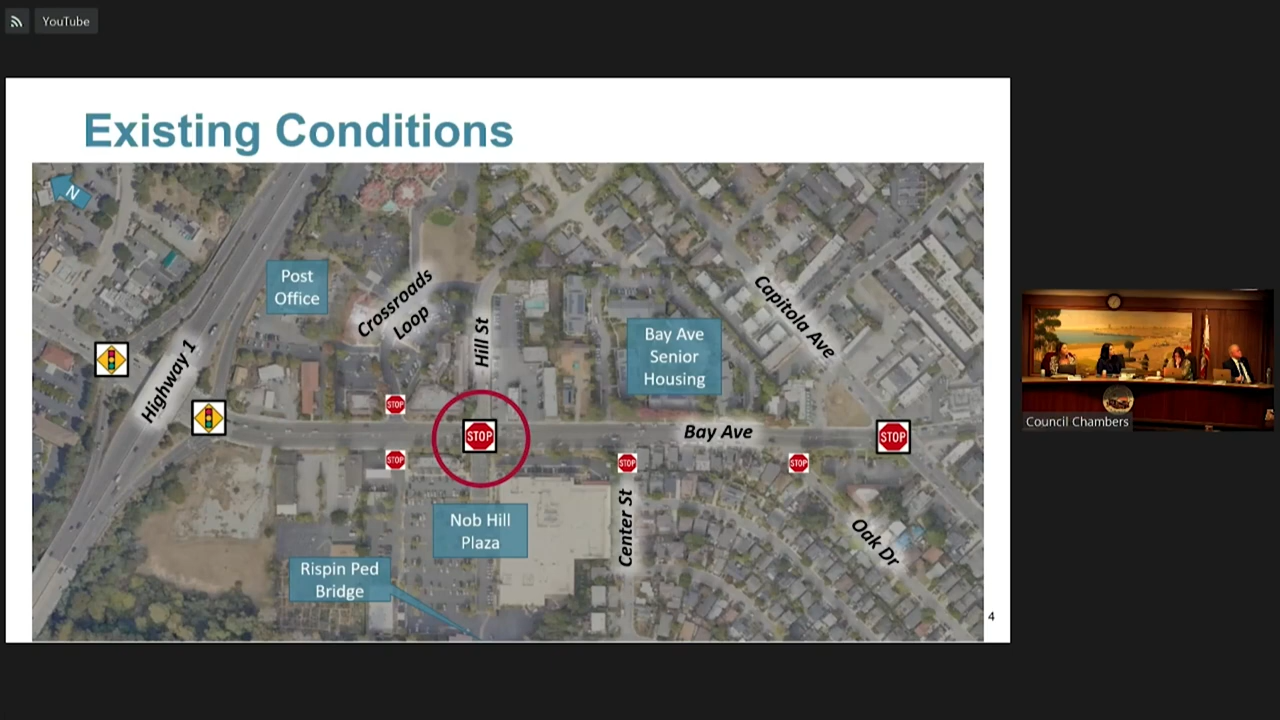 YouTube
Existing Conditions
N
Post
Office
Crossroads
Loop
Hill St
Capitola Ave
Bay Ave
Senior
Housing
Highway 1
STOP
STOP
STOP
Bay Ave
STOP
STOP
STOP
STOP
Nob Hill
Plaza
Center St
Oak Dr
Rispin Ped
Bridge
4
Council Chambers